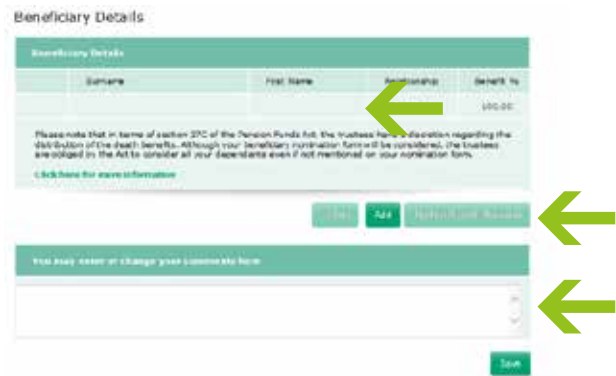 Beneficiary Details
Beneficiary Details
Surname First Name Relationship Benefit %
100.00
Please note that in terms of section 37C of the Pension Funds Act, the trustees have a discretion regarding the
distribution of the death benefits. Although your beneficiary nomination form will be considered, the trustees
are obliged by the Act to consider all your dependants even if not mentioned on your nomination form.
Click here for more information
Add
You may enter or change your comments here
Save